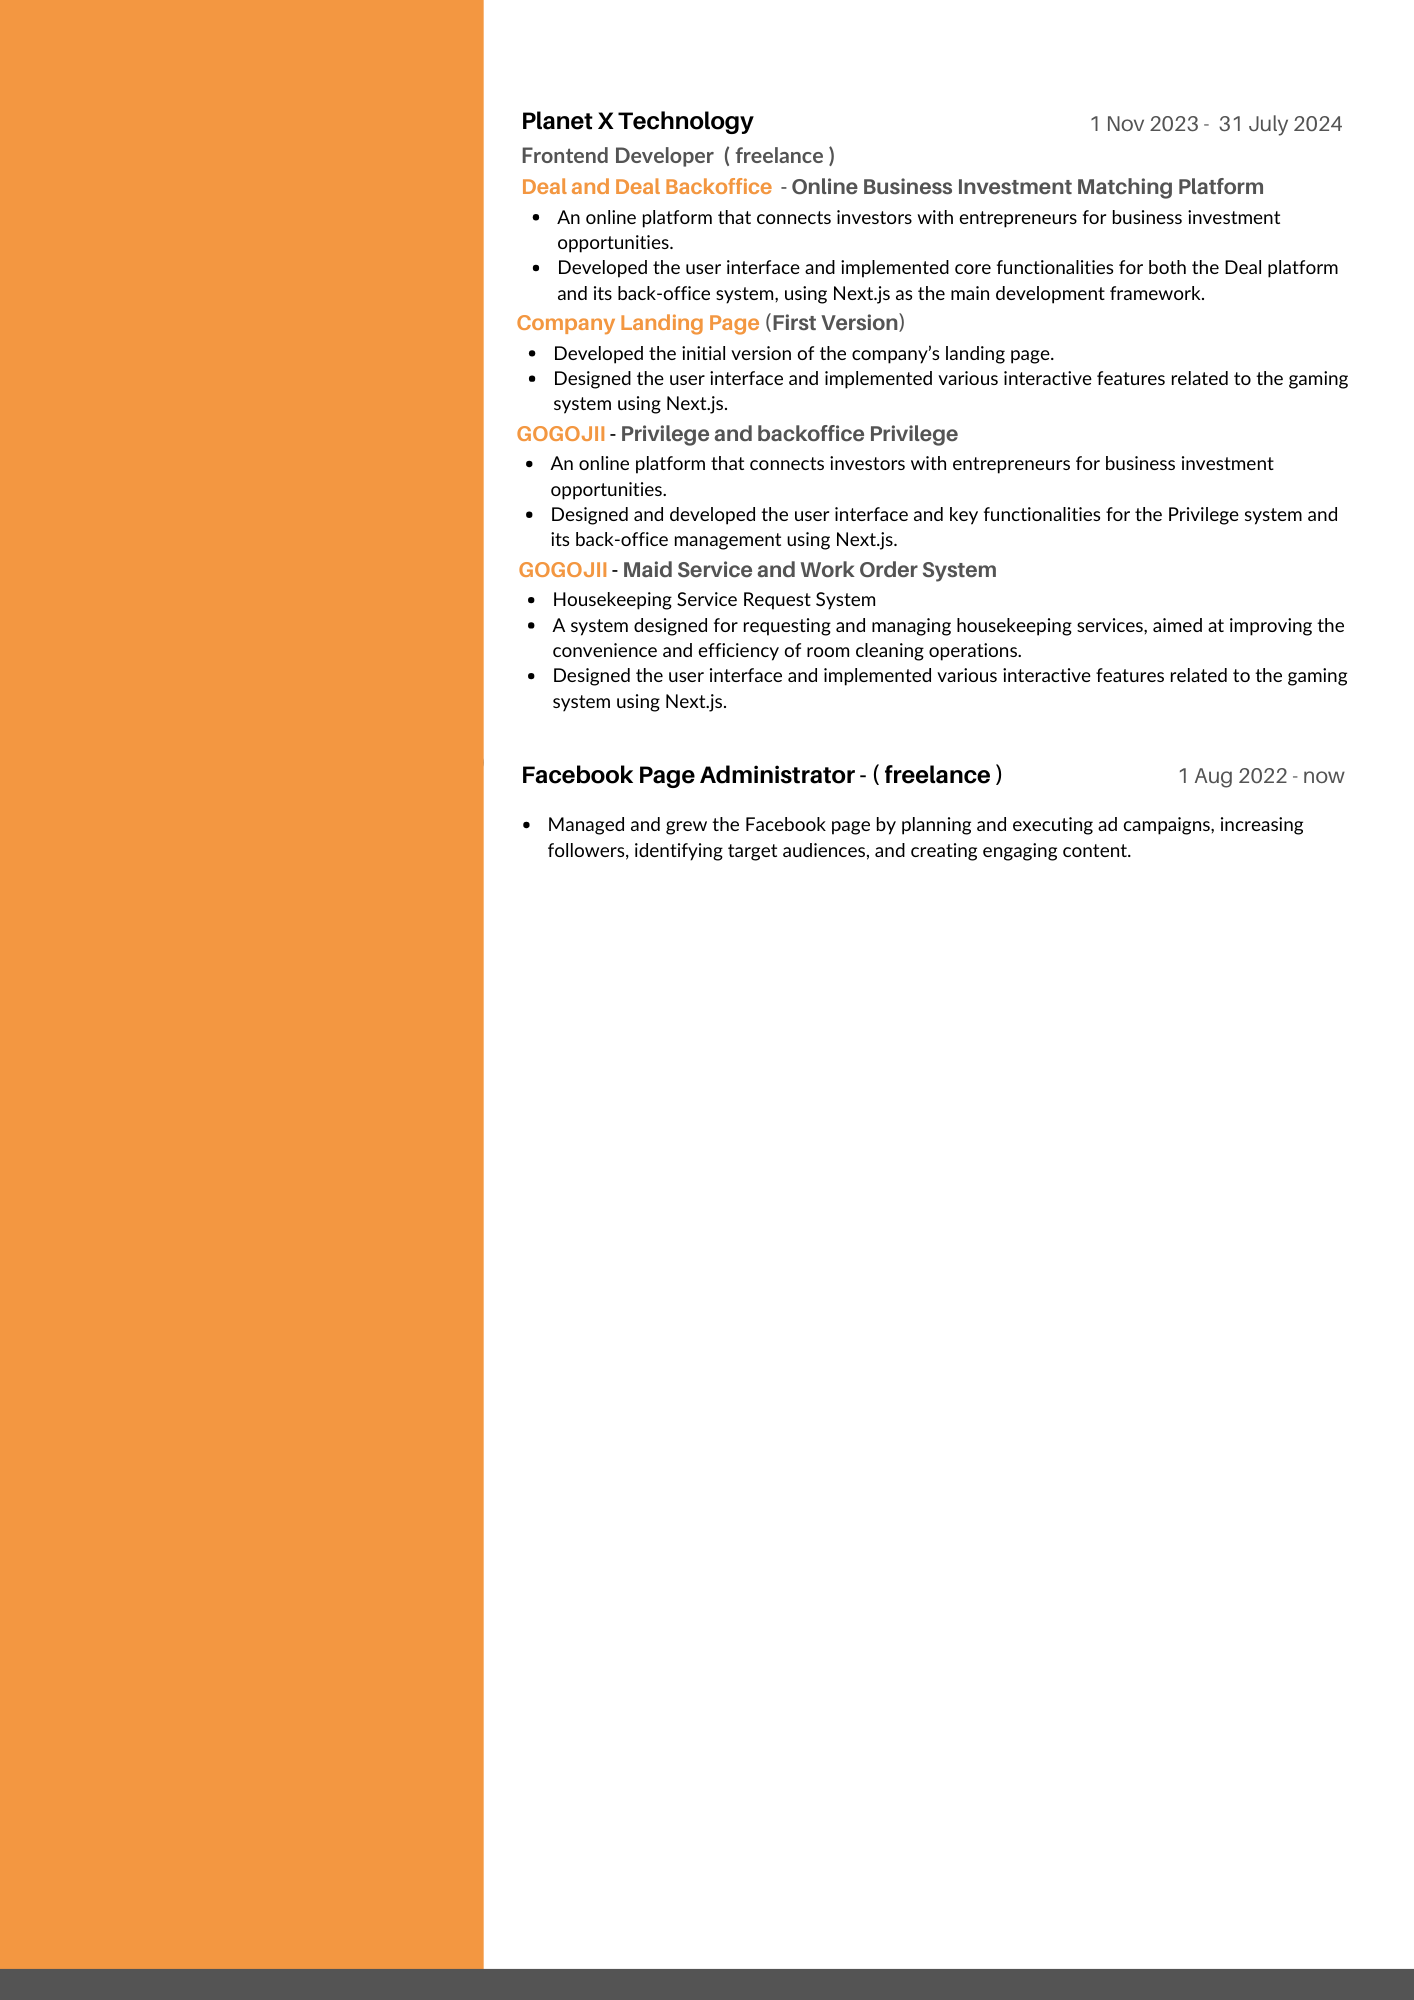 Planet X Technology 1 Nov 2023 - 31 July 2024
Frontend Developer ( freelance )
Deal and Deal Backoffice - Online Business Investment Matching Platform
• An online platform that connects investors with entrepreneurs for business investment
opportunities.
• Developed the user interface and implemented core functionalities for both the Deal platform
and its back-office system, using Next.js as the main development framework.
Company Landing Page (First Version)
• Developed the initial version of the company’s landing page.
• Designed the user interface and implemented various interactive features related to the gaming
system using Next.js.
GOGOJII - Privilege and backoffice Privilege
• An online platform that connects investors with entrepreneurs for business investment
opportunities.
• Designed and developed the user interface and key functionalities for the Privilege system and
its back-office management using Next.js.
GOGOJII - Maid Service and Work Order System
• Housekeeping Service Request System
• A system designed for requesting and managing housekeeping services, aimed at improving the
convenience and efficiency of room cleaning operations.
• Designed the user interface and implemented various interactive features related to the gaming
system using Next.js.
Facebook Page Administrator - ( freelance ) 1 Aug 2022 - now
• Managed and grew the Facebook page by planning and executing ad campaigns, increasing
followers, identifying target audiences, and creating engaging content.